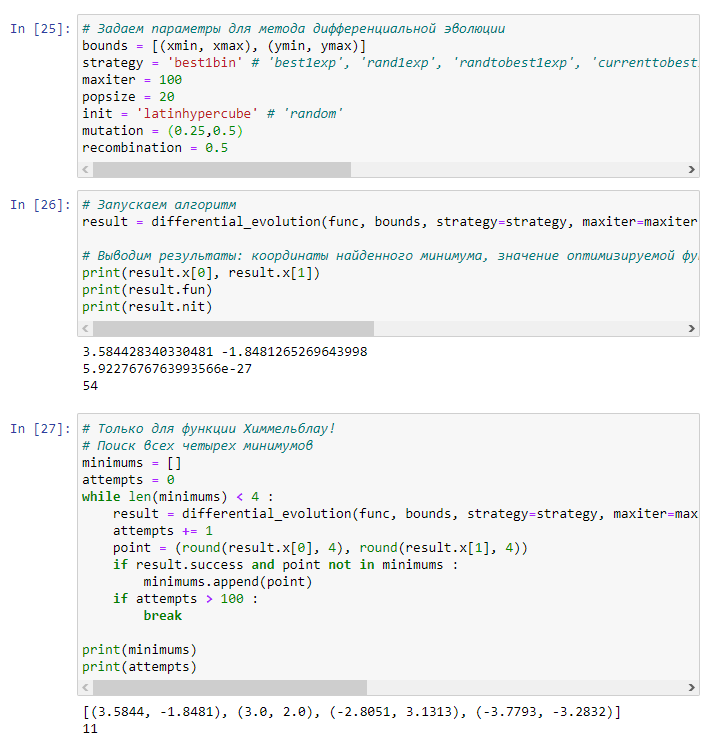 In [25]: # Задаем параметры для метода дифференциальной эволюции
bounds = [(xmin, xmax), (ymin, ymax)]
strategy = 'best1bin' # 'best1exp', 'rand1exp', 'randtobest1exp', 'currenttobest
maxiter = 100
popsize = 20
init = 'latinhypercube' # 'random'
mutation = (0.25,0.5)
recombination = 0.5
In [26]: # Запускаем алгоритм
result = differential_evolution(func, bounds, strategy=strategy, maxiter=maxiter
# Выводим результаты: координаты найденного минимума, значение оптимизируемой фу
print(result.x[0], result.x[1])
print(result.fun)
print(result.nit)
3.584428340330481 -1.8481265269643998
5.9227676763993566e-27
54
In [27]: # Только для функции Химмельблау!
# Поиск всех четырех минимумов
minimums = []
attempts = 0
while len(minimums) < 4 :
    result = differential_evolution(func, bounds, strategy=strategy, maxiter=max
    attempts += 1
    point = (round(result.x[0], 4), round(result.x[1], 4))
    if result.success and point not in minimums :
        minimums.append(point)
    if attempts > 100 :
        break
print(minimums)
print(attempts)
[(3.5844, -1.8481), (3.0, 2.0), (-2.8051, 3.1313), (-3.7793, -3.2832)]
11